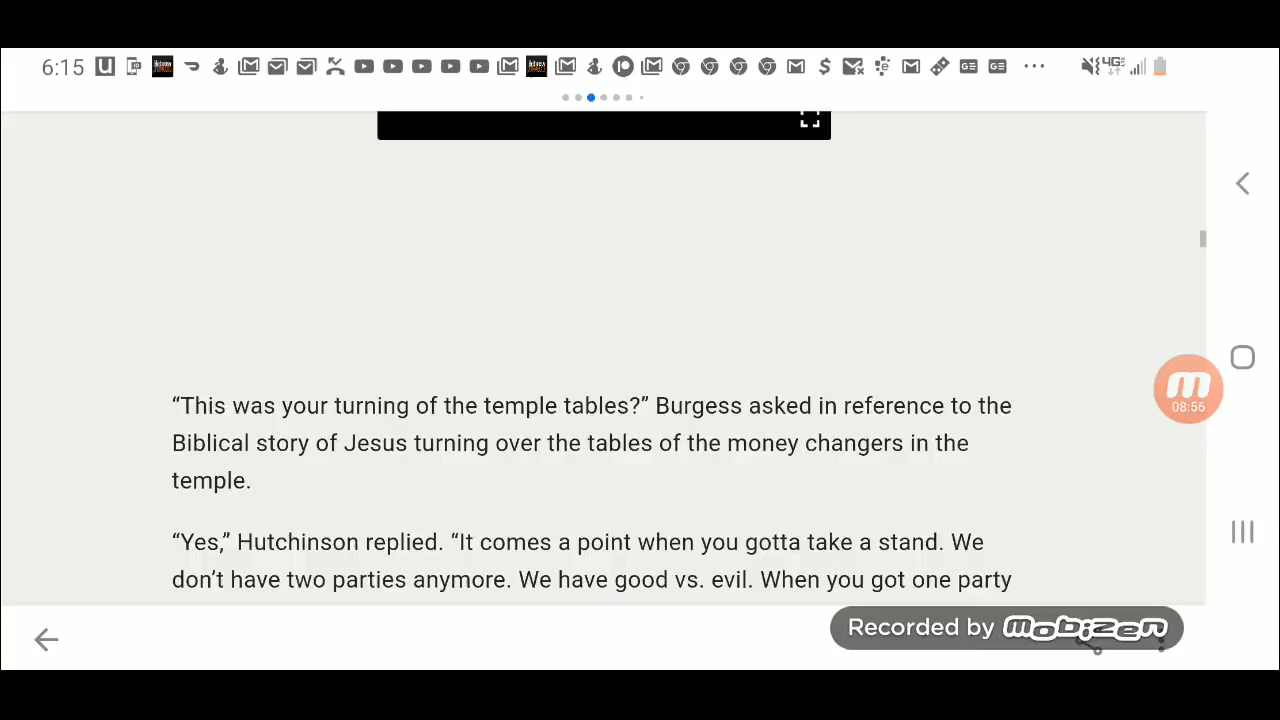 6:15
4G
“This was your turning of the temple tables?” Burgess asked in reference to the
Biblical story of Jesus turning over the tables of the money changers in the
temple.
08:56
“Yes,” Hutchinson replied. “It comes a point when you gotta take a stand. We
don’t have two parties anymore. We have good vs. evil. When you got one party
Recorded by mobizen